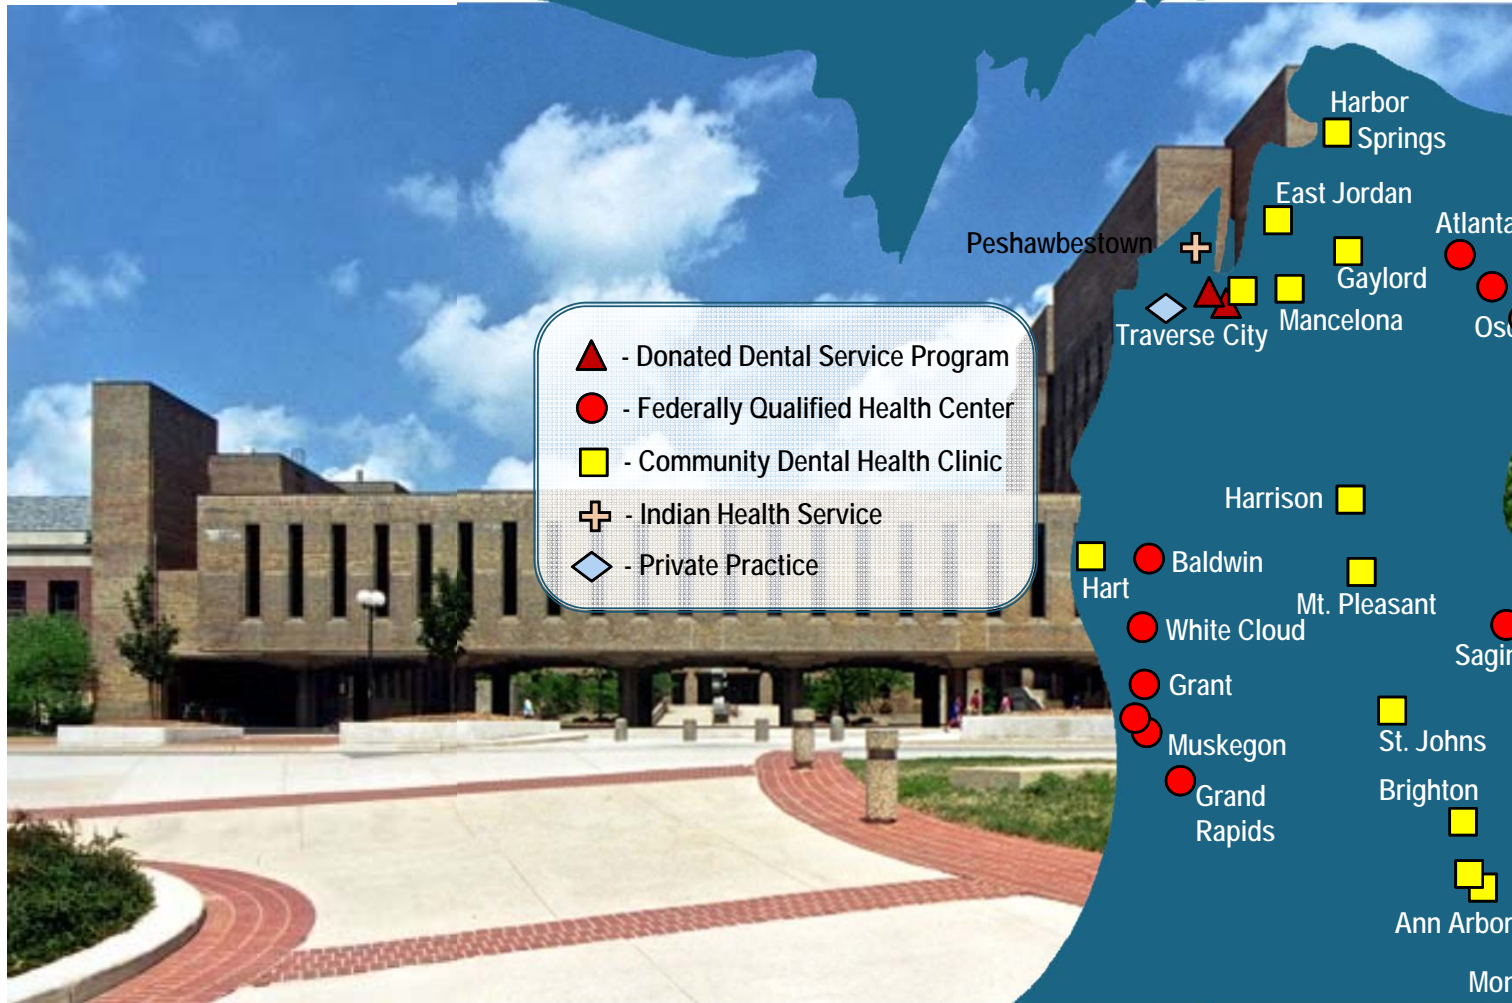 Harbor
Springs
East Jordan
Atlanta
Peshawbestown
Gaylord
Mancelona
Traverse City
- Donated Dental Service Program
- Federally Qualified Health Center
- Community Dental Health Clinic
- Indian Health Service
- Private Practice
Harrison
Baldwin
Hart
Mt. Pleasant
White Cloud
Grant
St. Johns
Muskegon
Brighton
Grand
Rapids
Ann Arbor